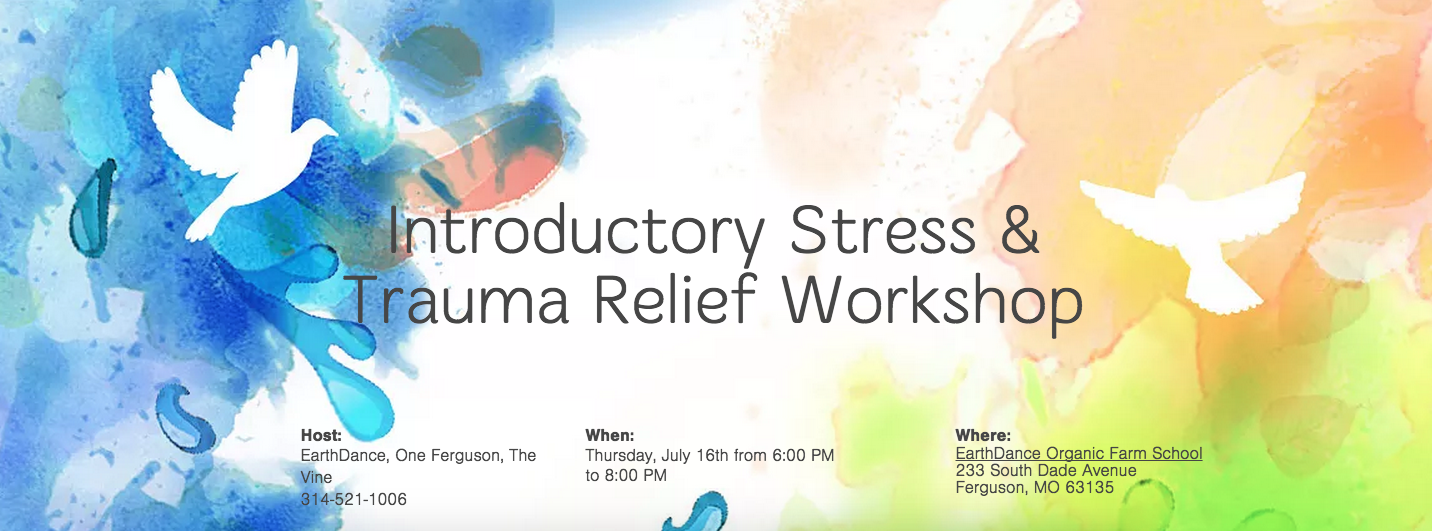 Introductory Stress &
Trauma Relief Workshop
Host:
EarthDance, One Ferguson, The
Vine
314-521-1006
When:
Thursday, July 16th from 6:00 PM
to 8:00 PM
Where:
EarthDance Organic Farm School
233 South Dade Avenue
Ferguson, MO 63135